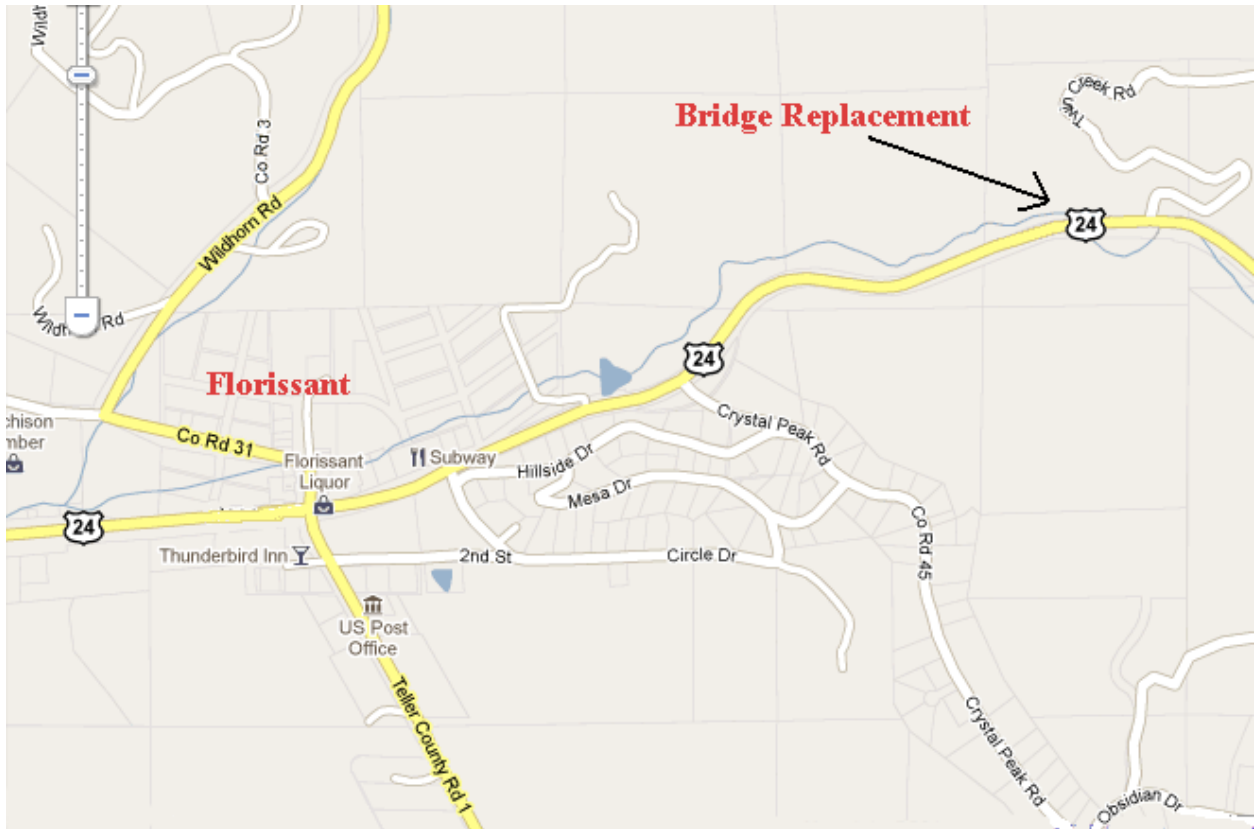 Wildh
Co Rd 3
Creek Rd
Twis
Bridge Replacement
Wildhorn Rd
24
Wildh Rd
24
Florissant
Crystal Peak Rd
chison
mber
Co Rd 31
Florissant
Liquor
Subway
Hillside Dr
Mesa Dr
24
Thunderbird Inn
2nd St
Circle Dr
Co Rd 45
US Post
Office
Teller County Rd 1
Crystal Peak Rd
Obsidian Dr